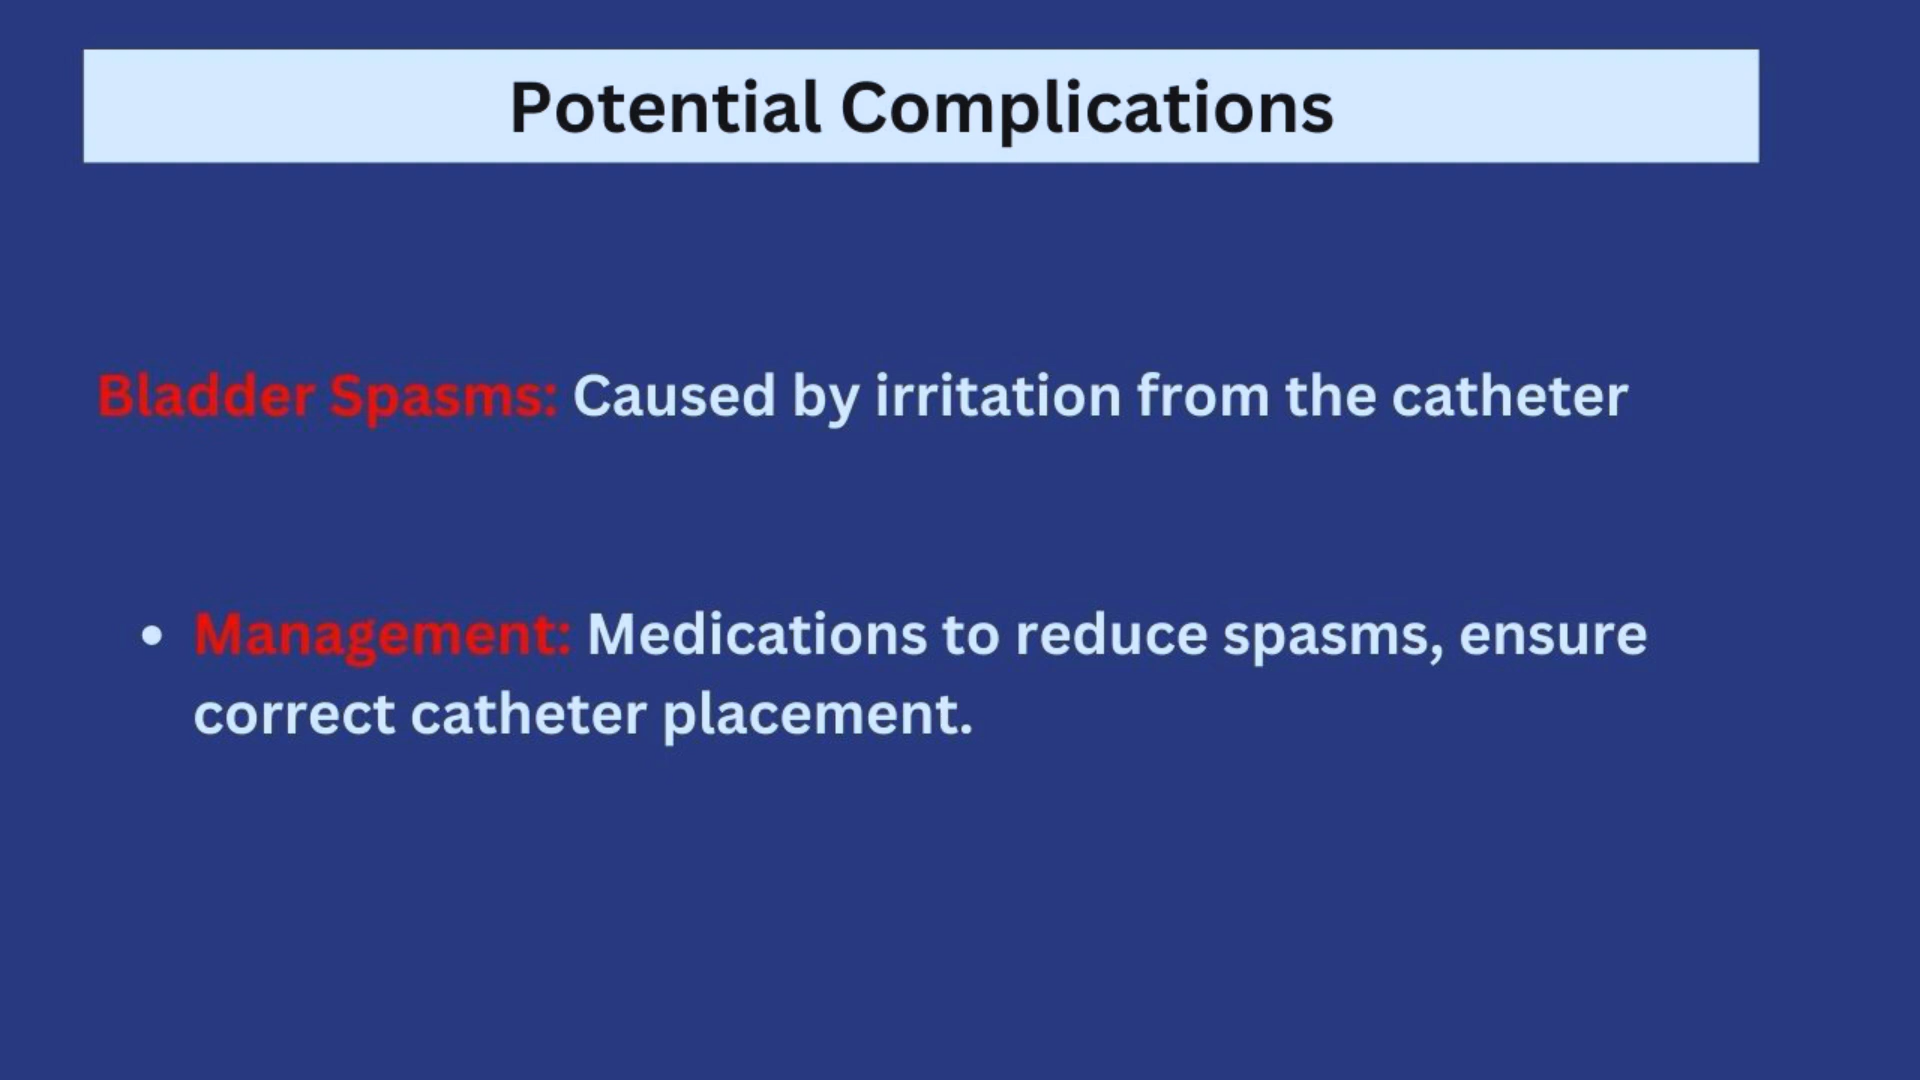 Potential Complications
Bladder Spasms: Caused by irritation from the catheter
• Management: Medications to reduce spasms, ensure
correct catheter placement.